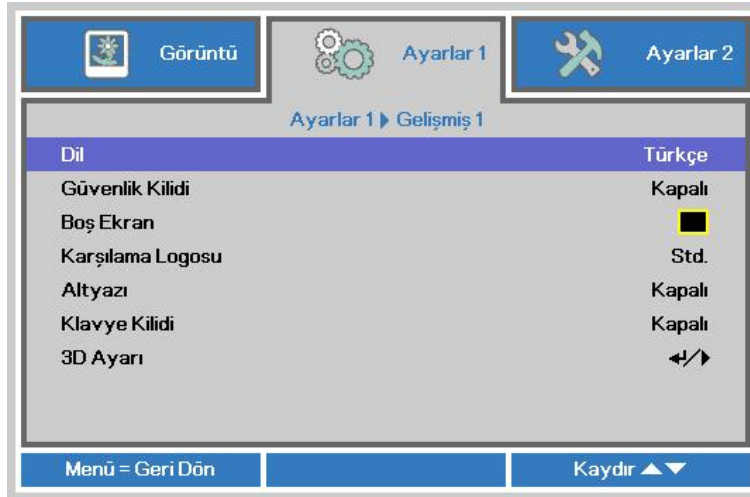 Görüntü Ayarlar 1 Ayarlar 2
Ayarlar 1 Gelişmiş 1
Dil Türkçe
Güvenlik Kilidi Kapalı
Boş Ekran
Karşılama Logosu Std.
Altyazı Kapalı
Klavye Kilidi Kapalı
3D Ayarı
Menü = Geri Dön Kaydır